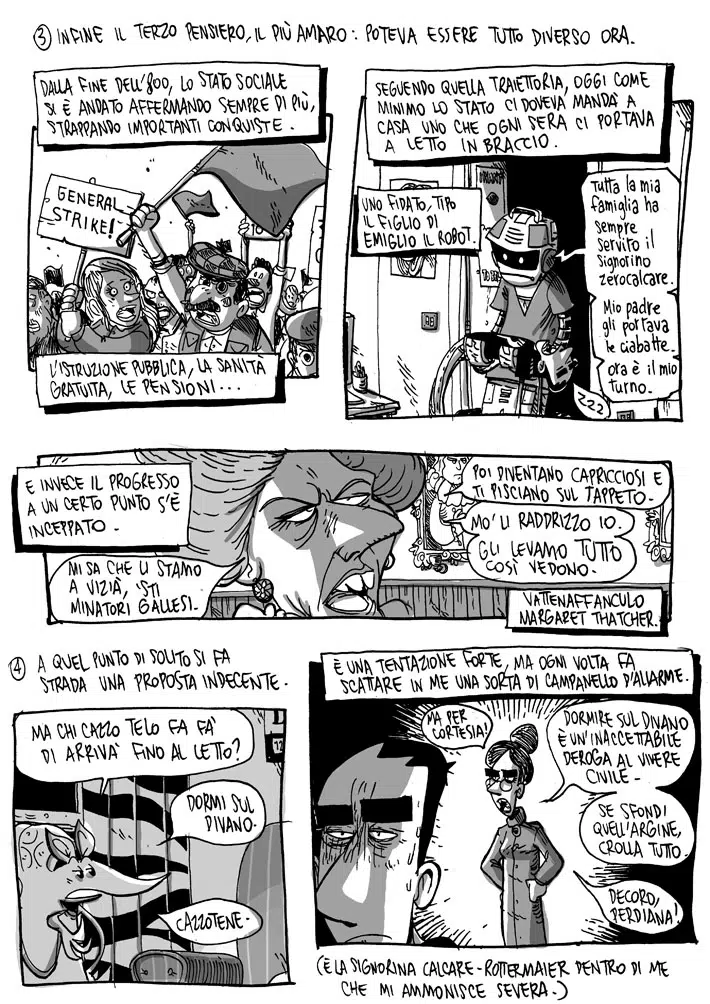 3 INFINE IL TERZO PENSIERO, IL PIÙ AMARO: POTEVA ESSERE TUTTO DIVERSO ORA.
DALLA FINE DELL'800, LO STATO SOCIALE
SI È ANDATO AFFERMANDO SEMPRE DI PIÙ,
STRAPPANDO IMPORTANTI CONQUISTE.
GENERAL
STRIKE!
L'ISTRUZIONE PUBBLICA, LA SANITÀ
GRATUITA, LE PENSIONI...
SEGUENDO QUELLA TRAIETTORIA, OGGI COME
MINIMO LO STATO CI DOVEVA MANDÀ A
CASA UNO CHE OGNI SERA CI PORTAVA
A LETTO IN BRACCIO.
UNO FIDATO, TIPO
IL FIGLIO DI
EMIGLIO IL ROBOT.
Tutta la mia
famiglia ha
sempre
servito il
signorino
zerocalcare.
Mio padre
gli portava
le ciabatte.
ora è il mio
turno.
ZZZ
E INVECE IL PROGRESSO
A UN CERTO PUNTO S'È
INCEPPATO.
MI SA CHE LI STAMO
A VIZIÀ, 'STI
MINATORI GALLESI.
POI DIVENTANO CAPRICCIOSI E
TI PISCIANO SUL TAPPETO.
MO' LI RADDRIZZO IO.
GLI LEVAMO TUTTO
COSÌ VEDONO.
VATTENAFFANCULO
MARGARET THATCHER.
4 A QUEL PUNTO DI SOLITO SI FA
STRADA UNA PROPOSTA INDECENTE.
MA CHI CAZZO TELO FA FÀ
DI ARRIVÀ FINO AL LETTO?
DORMI SUL
DIVANO.
CAZZOTENE.
È UNA TENTAZIONE FORTE, MA OGNI VOLTA FA
SCATTARE IN ME UNA SORTA DI CAMPANELLO D'ALLARME.
MA PER
CORTESIA!
DORMIRE SUL DIVANO
È UN'INACCETTABILE
DEROGA AL VIVERE
CIVILE.
SE SFONDI
QUELL'ARGINE,
CROLLA TUTTO.
DECORO,
PERDIANA!
(È LA SIGNORINA CALCARE-ROTTERMAIER DENTRO DI ME
CHE MI AMMONISCE SEVERA.)